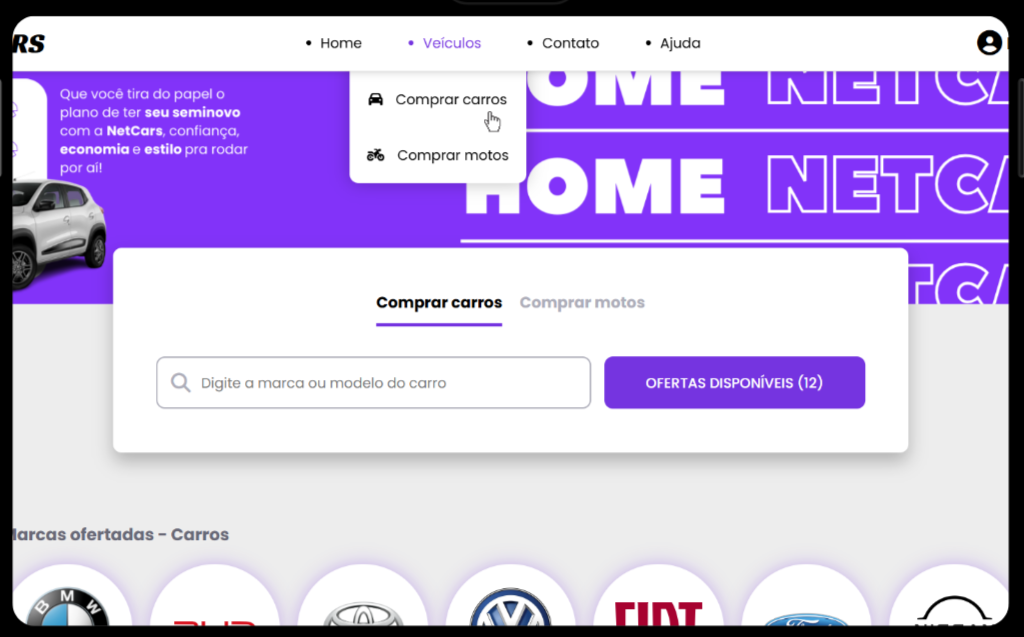 RS
Home
Veículos
Contato
Ajuda
Que você tira do papel o
plano de ter seu seminovo
com a NetCars, confiança,
economia e estilo pra rodar
por aí!
Comprar carros
Comprar motos
HOME NETCA
HOME NETCA
NETCA
Comprar carros
Comprar motos
Digite a marca ou modelo do carro
OFERTAS DISPONÍVEIS (12)
Marcas ofertadas - Carros
BMW
BYD
FIAT
Ford
NISSAN